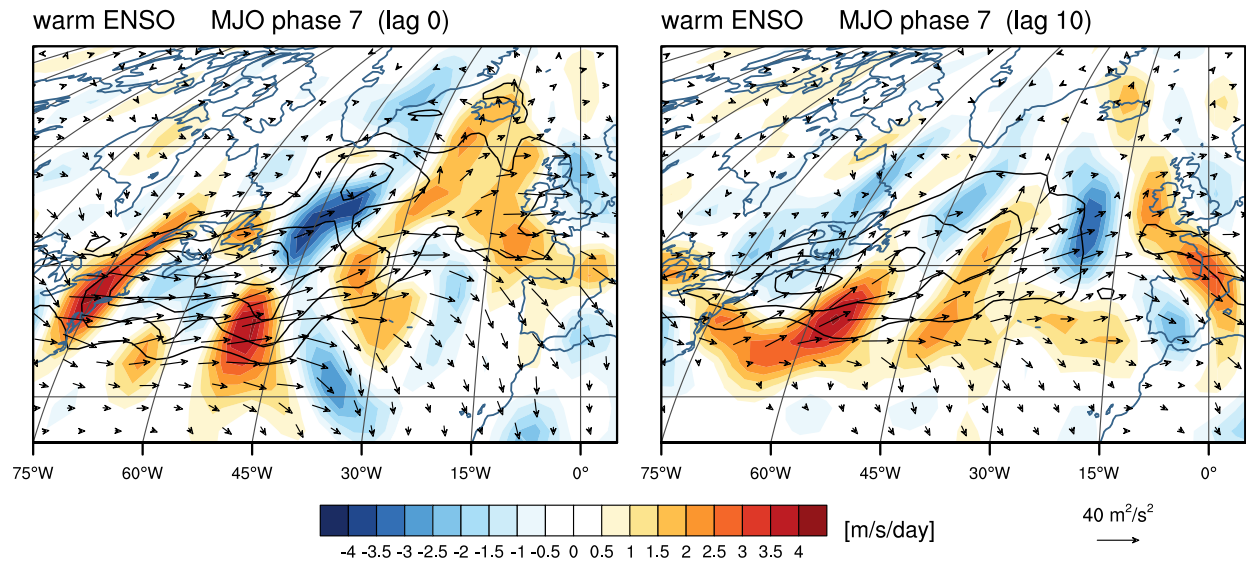 warm ENSO MJO phase 7 (lag 0)
warm ENSO MJO phase 7 (lag 10)
75°W 60°W 45°W 30°W 15°W 0°
75°W 60°W 45°W 30°W 15°W 0°
-4 -3.5 -3 -2.5 -2 -1.5 -1 -0.5 0 0.5 1 1.5 2 2.5 3 3.5 4
[m/s/day]
40 m²/s²